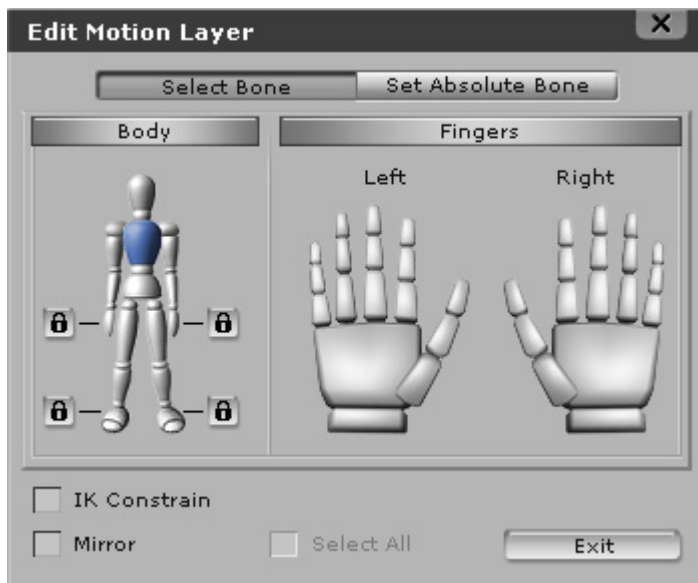 Edit Motion Layer
Select Bone Set Absolute Bone
Body Fingers
Left Right
IK Constrain
Mirror Select All Exit